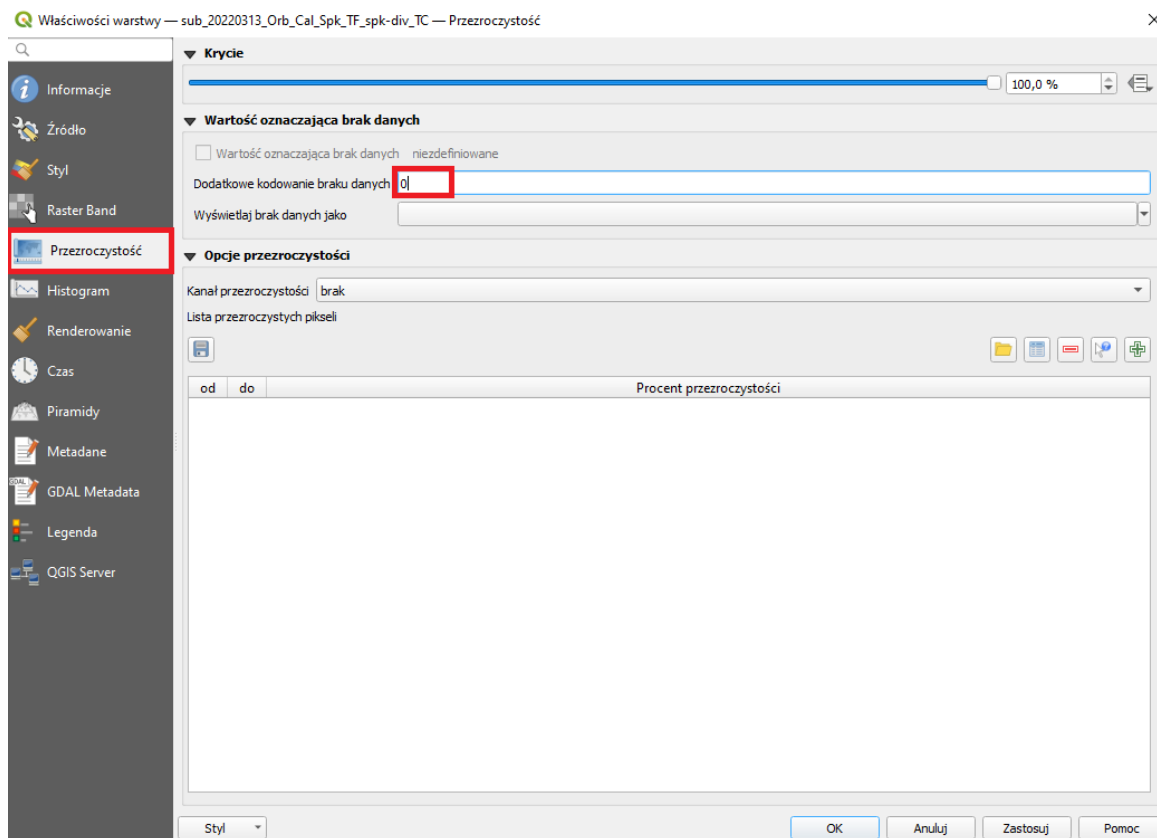 Właściwości warstwy — sub_20220313_Orb_Cal_Spk_TF_spk-div_TC — Przezroczystość
Informacje
Źródło
Styl
Raster Band
Przezroczystość
Histogram
Renderowanie
Czas
Piramidy
Metadane
GDAL Metadata
Legenda
QGIS Server
Krycie
100,0 %
Wartość oznaczająca brak danych
Wartość oznaczająca brak danych niezdefiniowane
Dodatkowe kodowanie braku danych 0
Wyświetlaj brak danych jako
Opcje przezroczystości
Kanał przezroczystości brak
Lista przezroczystych pikseli
od do Procent przezroczystości
Styl OK Anuluj Zastosuj Pomoc